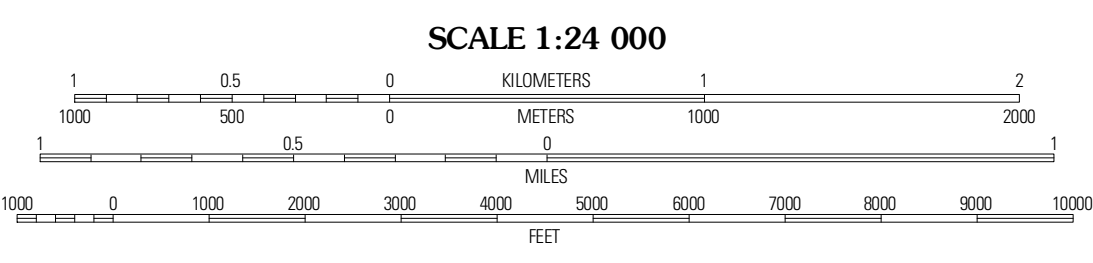 SCALE 1:24 000
1 0.5 0 KILOMETERS 1 2
1000 500 0 METERS 1000 2000
1 0.5 0 1
MILES
1000 0 1000 2000 3000 4000 5000 6000 7000 8000 9000 10000
FEET